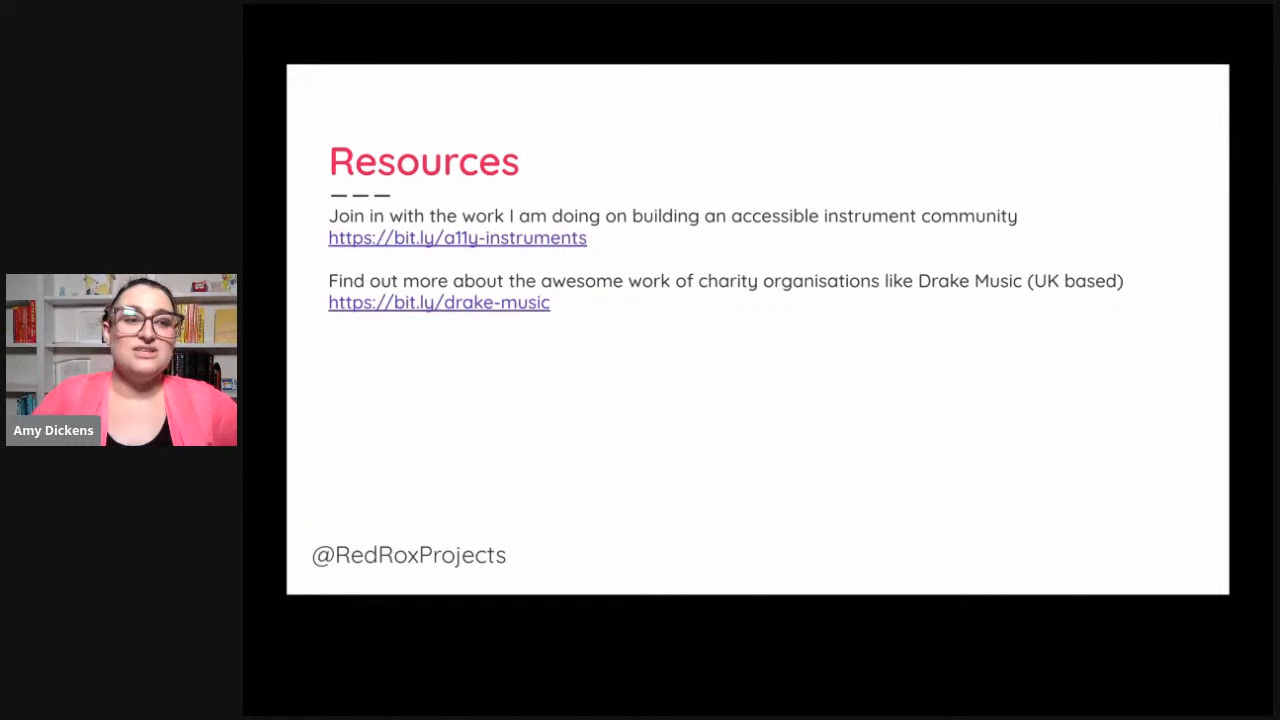 Resources
Join in with the work I am doing on building an accessible instrument community
https://bit.ly/a11y-instruments
Find out more about the awesome work of charity organisations like Drake Music (UK based)
https://bit.ly/drake-music
Amy Dickens
@RedRoxProjects